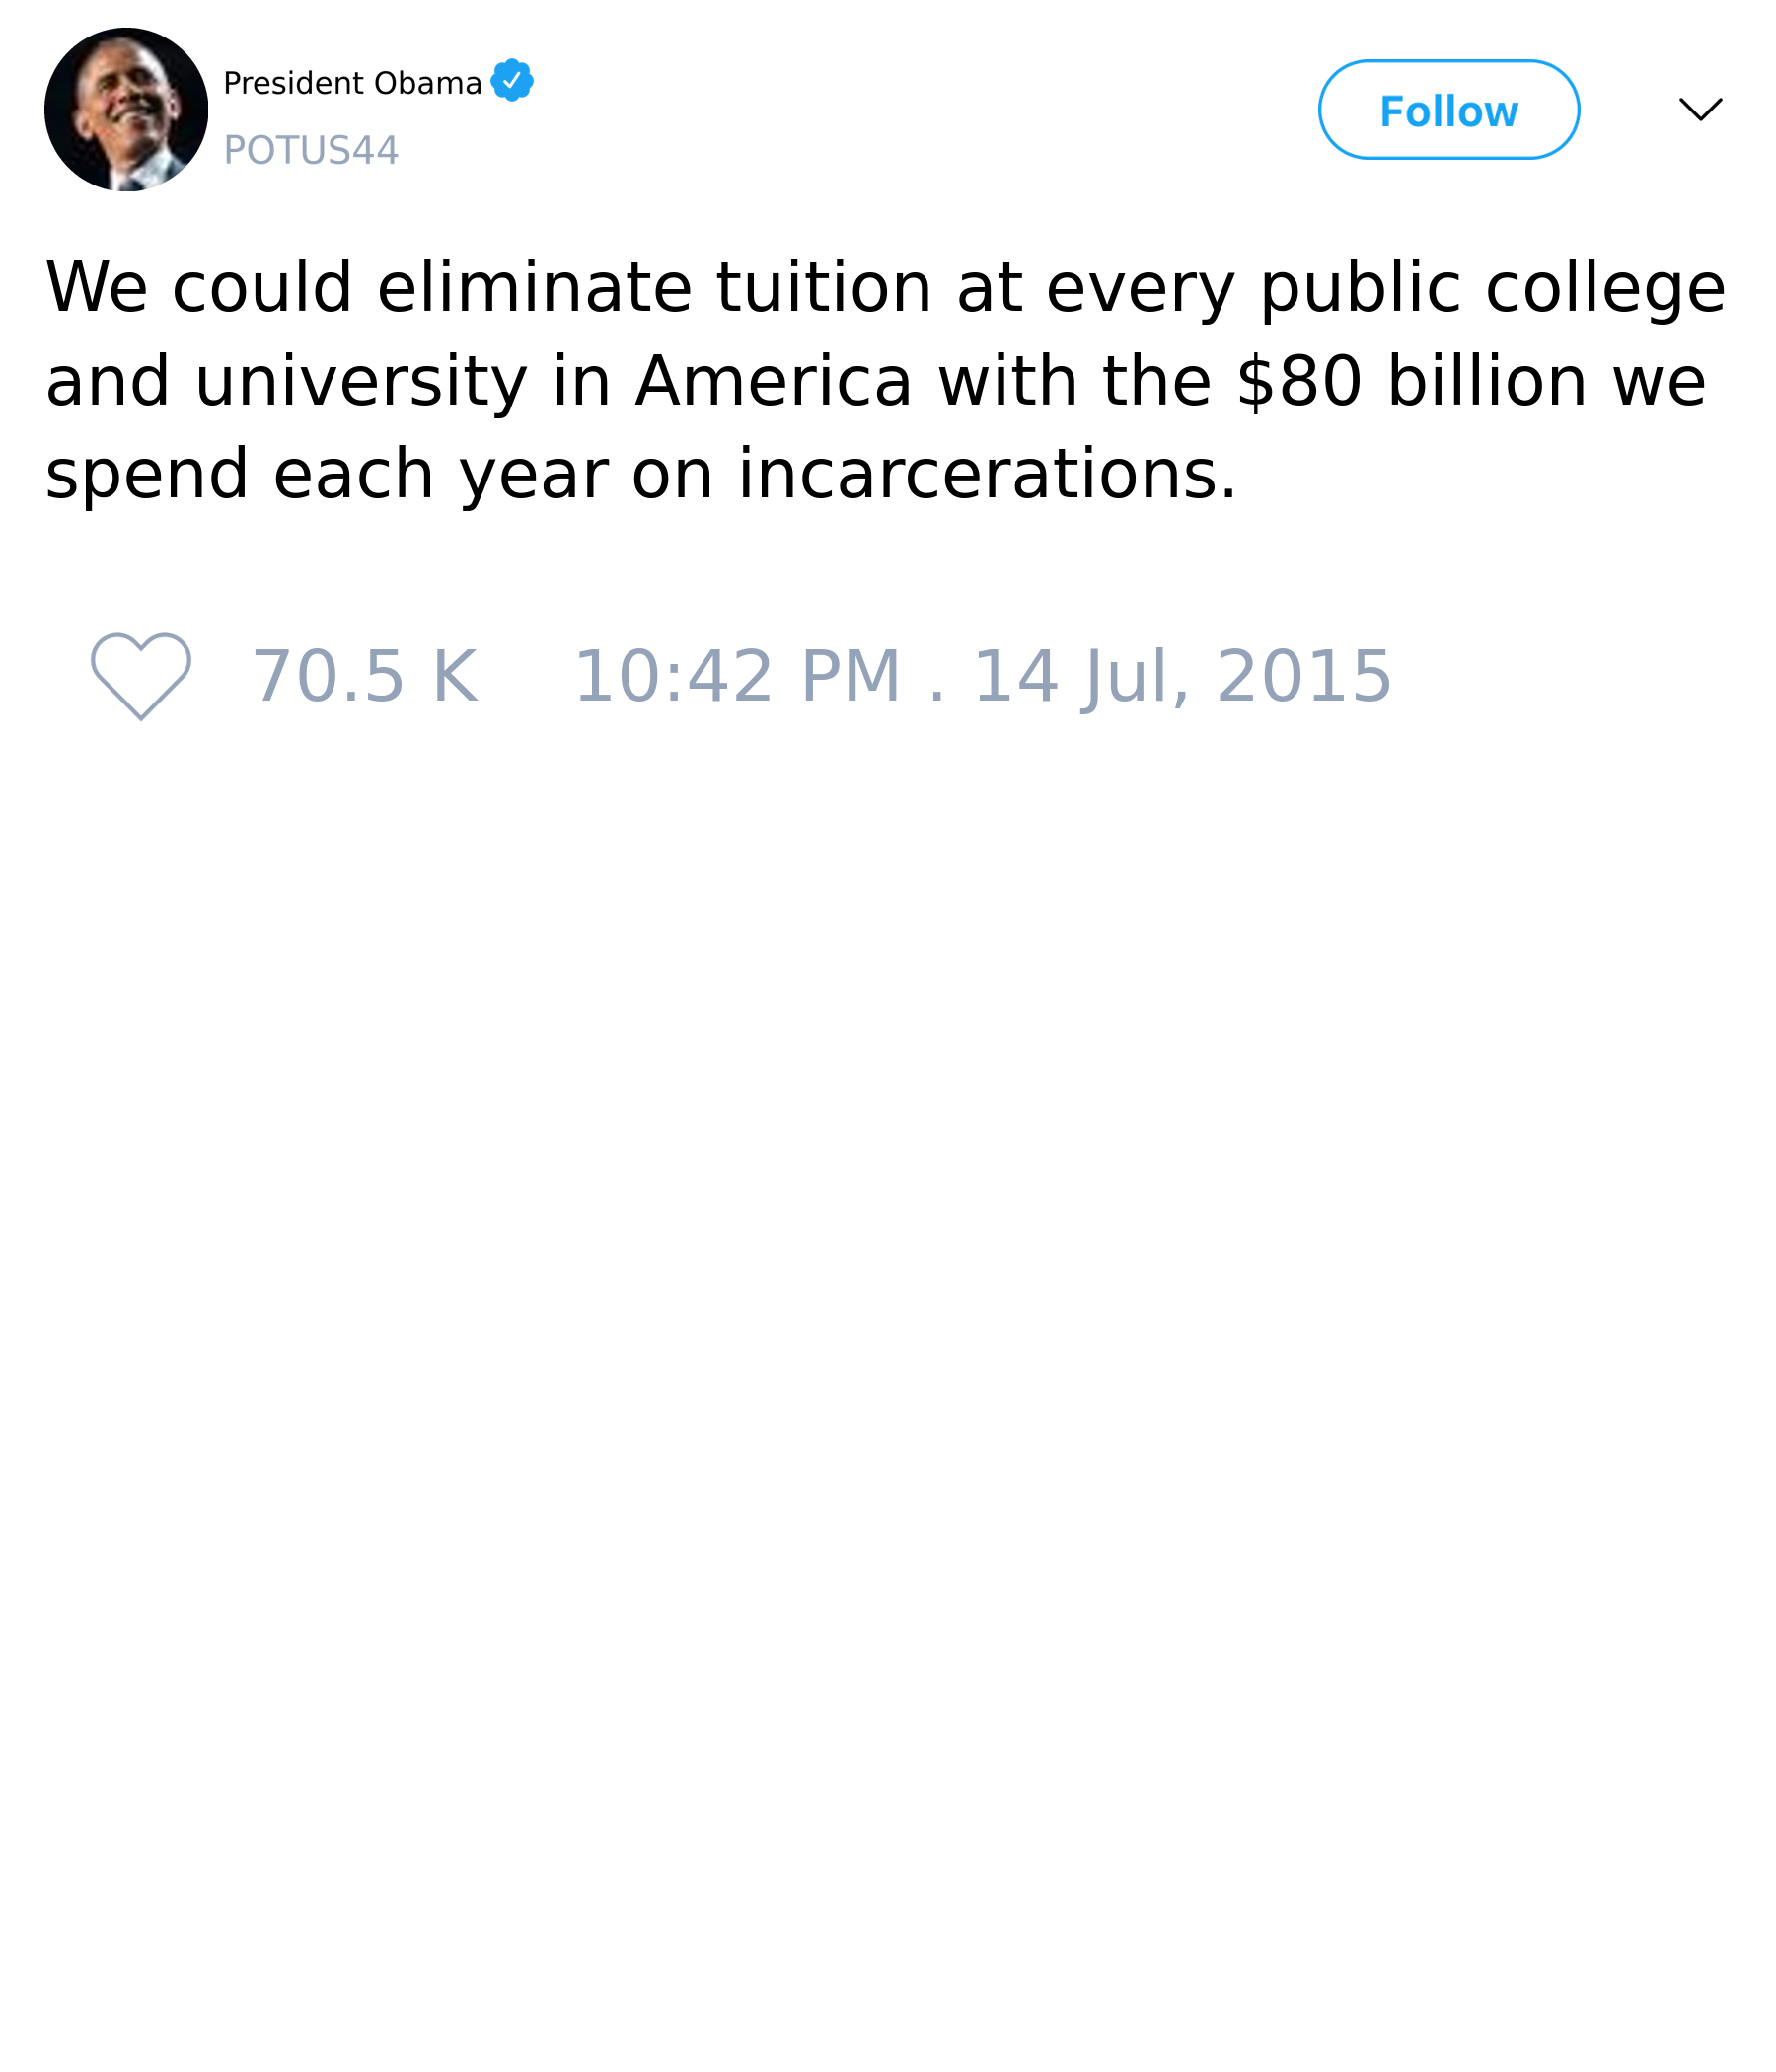 President Obama
POTUS44
Follow
We could eliminate tuition at every public college
and university in America with the $80 billion we
spend each year on incarcerations.
70.5 K 10:42 PM . 14 Jul, 2015